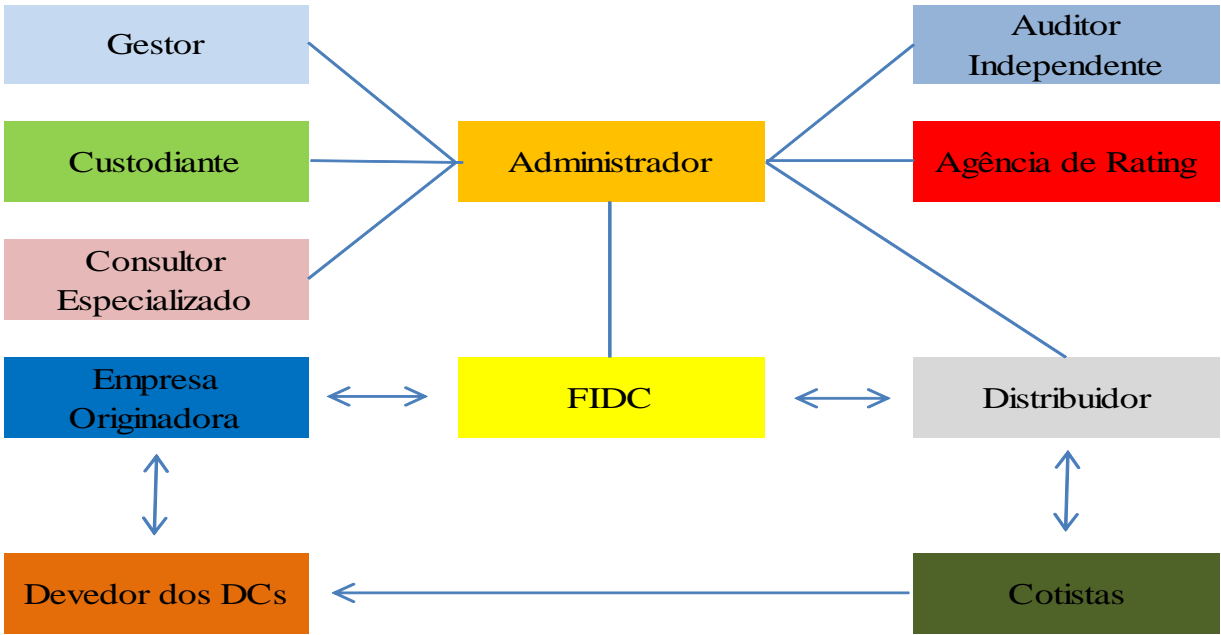 Gestor
Auditor
Independente
Custodiante
Administrador
Agência de Rating
Consultor
Especializado
Empresa
Originadora
FIDC
Distribuidor
Devedor dos DCs
Cotistas